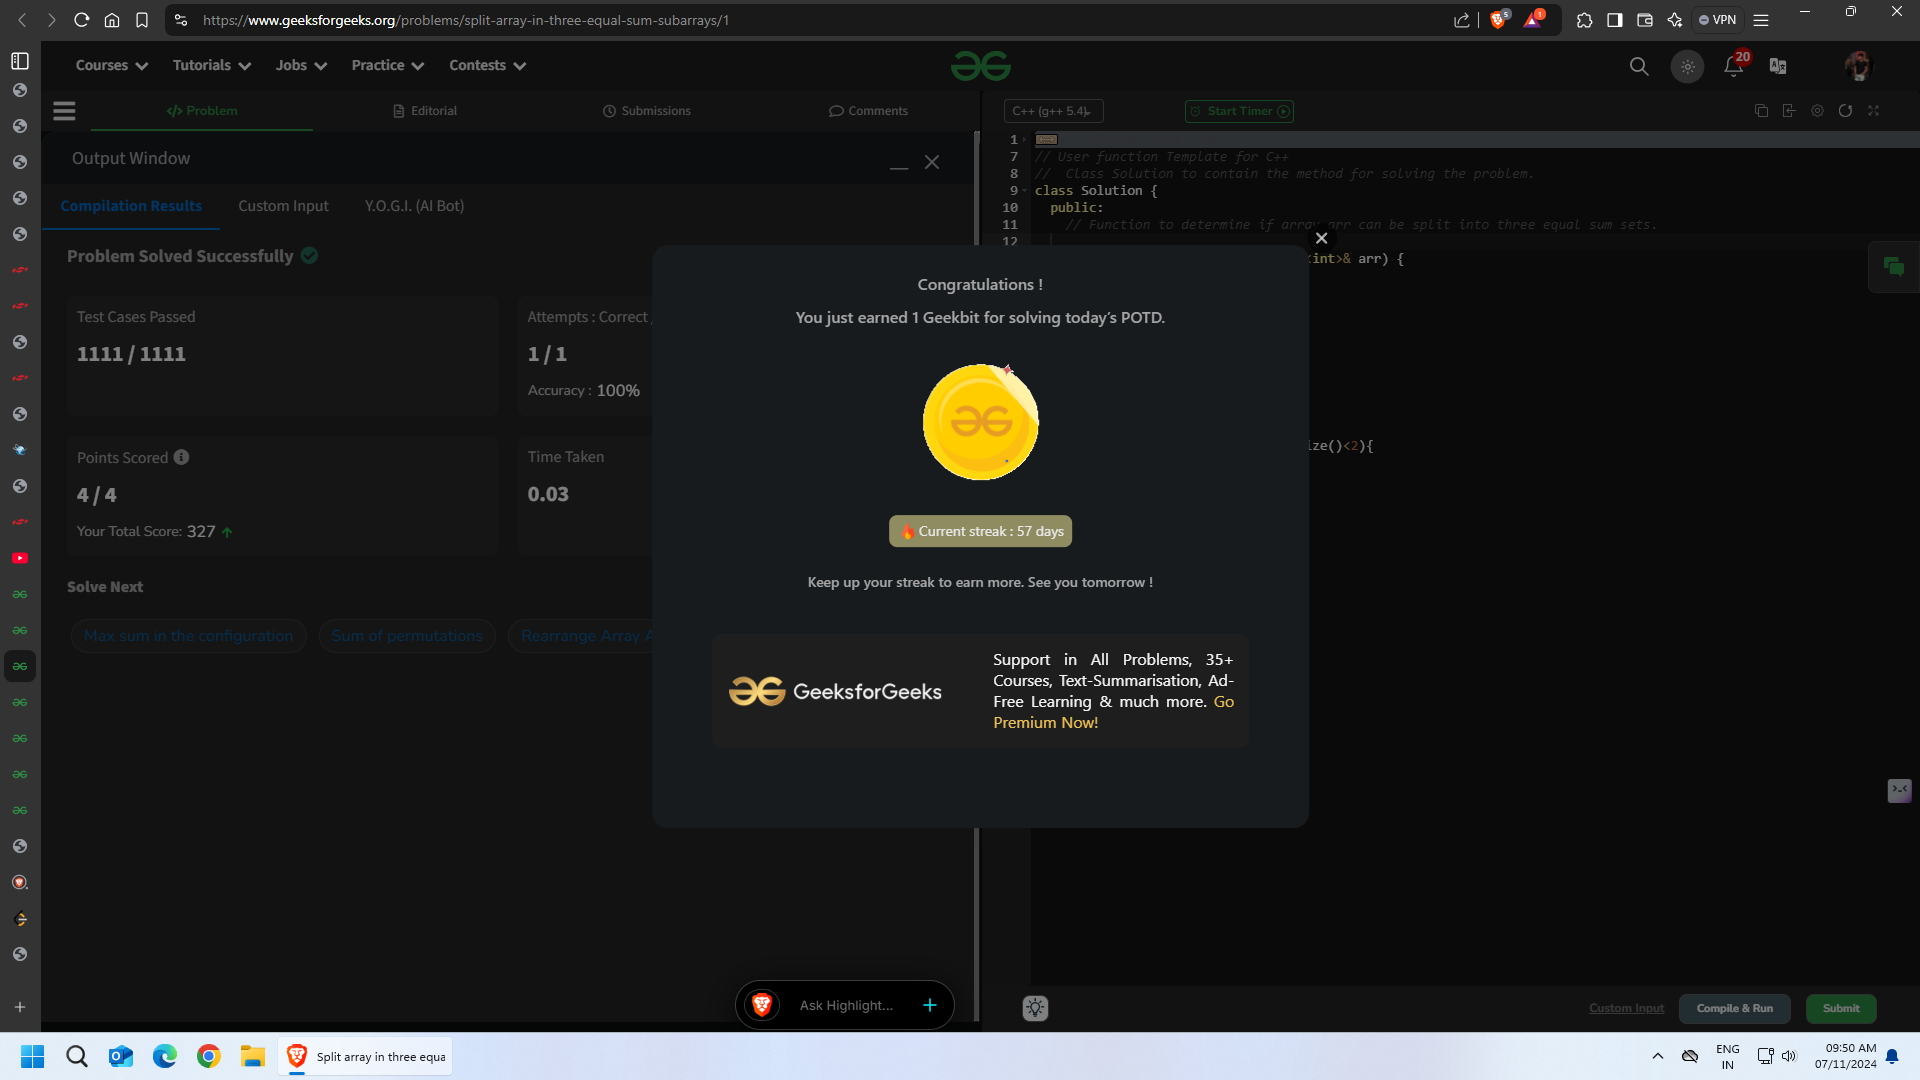 https://www.geeksforgeeks.org/problems/split-array-in-three-equal-sum-subarrays/1
5
1
VPN
Courses
Tutorials
Jobs
Practice
Contests
20
</> Problem
Editorial
Submissions
Comments
C++ (g++ 5.4)
Start Timer
Output Window
Compilation Results
Custom Input
Y.O.G.I. (AI Bot)
Problem Solved Successfully
Test Cases Passed
1111 / 1111
Attempts : Correct
1 / 1
Accuracy : 100%
Points Scored
4 / 4
Your Total Score: 327
Time Taken
0.03
Solve Next
Max sum in the configuration
Sum of permutations
Rearrange Array
1
7 // User function Template for C++
8 // Class Solution to contain the method for solving the problem.
9 class Solution {
10 public:
11 // Function to determine if array arr can be split into three equal sum sets.
12
int>& arr) {
ize()<2){
Congratulations !
You just earned 1 Geekbit for solving today's POTD.
Current streak : 57 days
Keep up your streak to earn more. See you tomorrow !
GeeksforGeeks
Support in All Problems, 35+
Courses, Text-Summarisation, Ad-
Free Learning & much more. Go
Premium Now!
Ask Highlight...
Custom Input
Compile & Run
Submit
Split array in three equa
ENG
IN
09:50 AM
07/11/2024